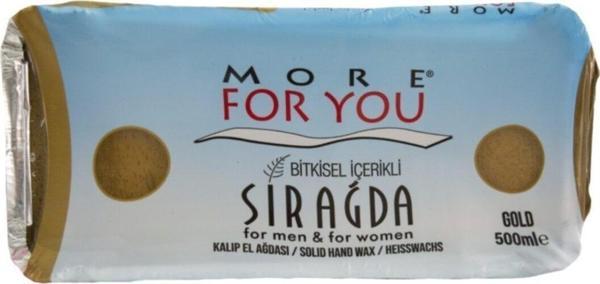 MORE®
FOR YOU
BİTKİSEL İÇERİKLİ
SIRAĞDA
for men & for women
KALIP EL AĞDASI / SOLID HAND WAX / HEISSWACHS
GOLD
500mle